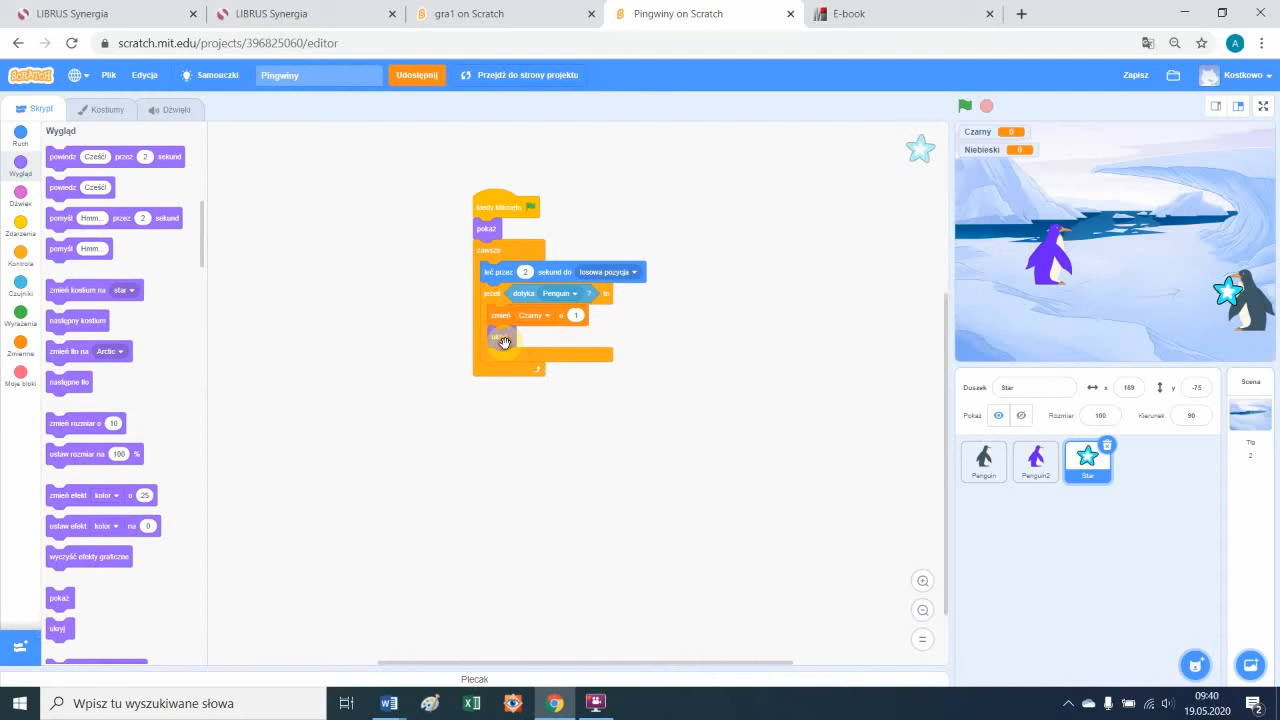 LIBRUS Synergia
LIBRUS Synergia
gra1 on Scratch
Pingwiny on Scratch
E-book
scratch.mit.edu/projects/396825060/editor
A
SCRATCH
Plik
Edycja
Samouczki
Pingwiny
Udostępnij
Przejdź do strony projektu
Zapisz
Kostkowo
Skrypt
Kostiumy
Dźwięki
Ruch
Wygląd
Dźwięk
Zdarzenia
Kontrola
Czujniki
Wyrażenia
Zmienne
Moje bloki
Wygląd
powiedz Cześć! przez 2 sekund
powiedz Cześć!
pomyśl Hmm... przez 2 sekund
pomyśl Hmm...
zmień kostium na star
następny kostium
zmień tło na Arctic
następne tło
zmień rozmiar o 10
ustaw rozmiar na 100 %
zmień efekt kolor o 25
ustaw efekt kolor na 0
wyczyść efekty graficzne
pokaż
ukryj
kiedy kliknięto
pokaż
zawsze
leć przez 2 sekund do losowa pozycja
jeżeli dotyka Penguin ? to
zmień Czarny o 1
Czarny 0
Niebieski 0
Duszek Star x 169 y -75
Pokaż Rozmiar 100 Kierunek 90
Penguin
Penguin2
Star
Scena
Tła
2
Plecak
Wpisz tu wyszukiwane słowa
09:40
19.05.2020
2